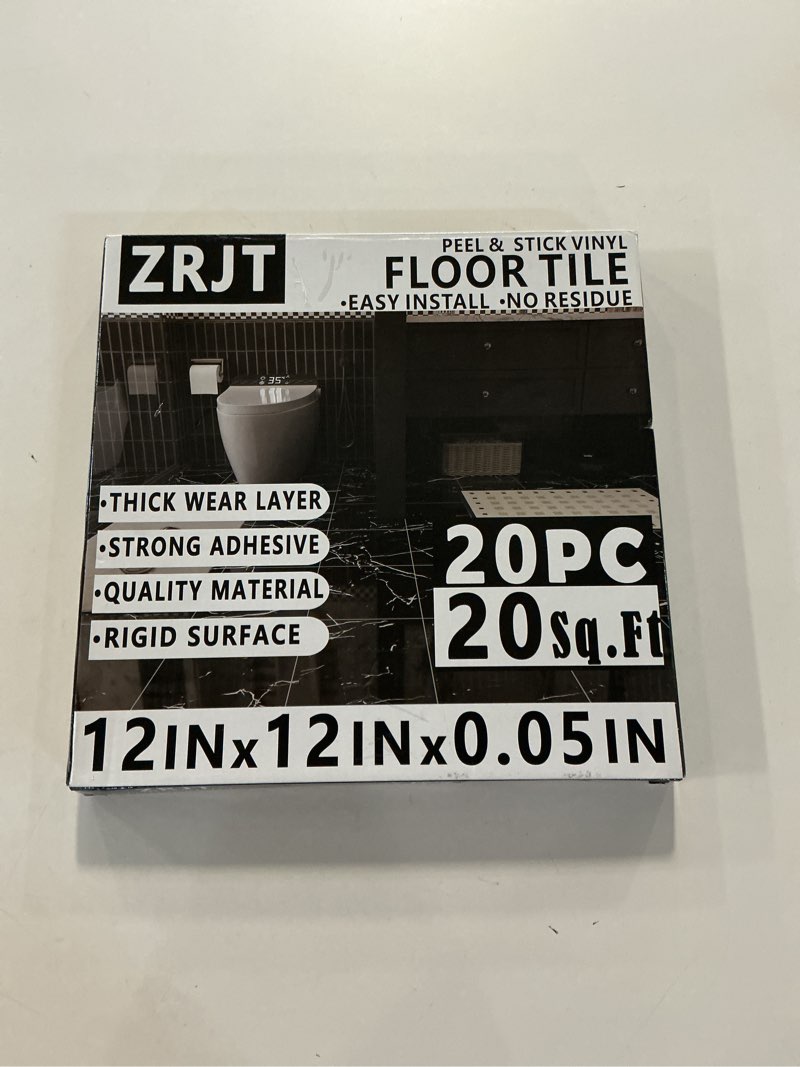 ZRJT
PEEL & STICK VINYL
FLOOR TILE
•EASY INSTALL •NO RESIDUE
35
•THICK WEAR LAYER
•STRONG ADHESIVE
•QUALITY MATERIAL
•RIGID SURFACE
20PC
20Sq.Ft
12INx12INx0.05IN